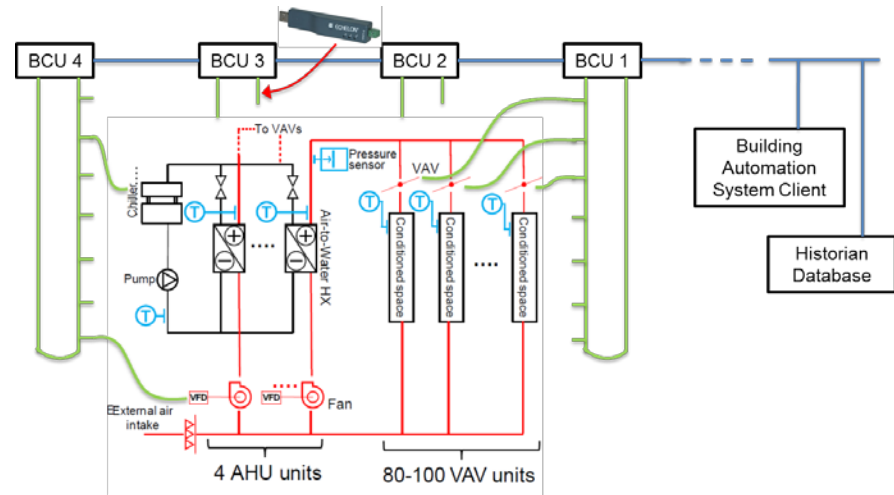 ECHELON
BCU 4
BCU 3
BCU 2
BCU 1
To VAVs
Pressure
sensor
VAV
Chiller
T
T
T
T
T
Air-to-Water HX
Conditioned space
Conditioned space
Conditioned space
Pump
T
Building
Automation
System Client
Historian
Database
VFD
VFD
Fan
EExternal air
intake
4 AHU units
80-100 VAV units